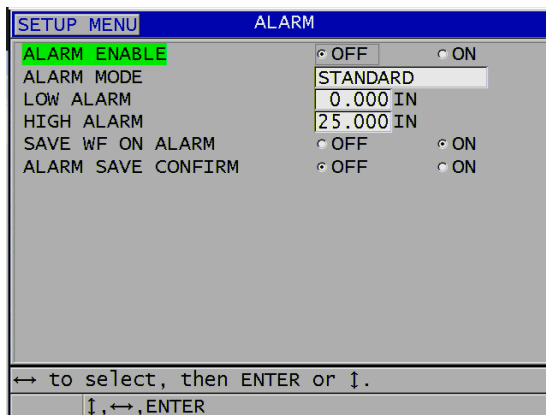 SETUP MENU ALARM
ALARM ENABLE OFF ON
ALARM MODE STANDARD
LOW ALARM 0.000 IN
HIGH ALARM 25.000 IN
SAVE WF ON ALARM OFF ON
ALARM SAVE CONFIRM OFF ON
↔ to select, then ENTER or ↕.
↕,↔,ENTER